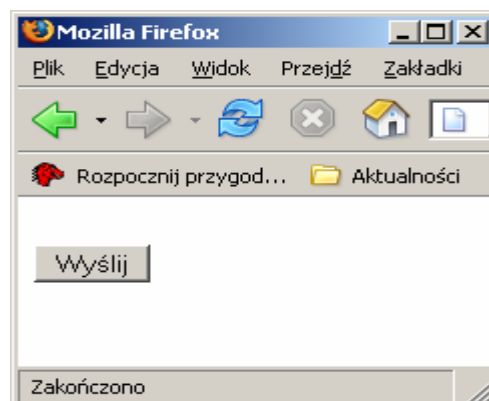 Mozilla Firefox
Plik Edycja Widok Przejdź Zakładki
Rozpocznij przygod... Aktualności
Wyślij
Zakończono